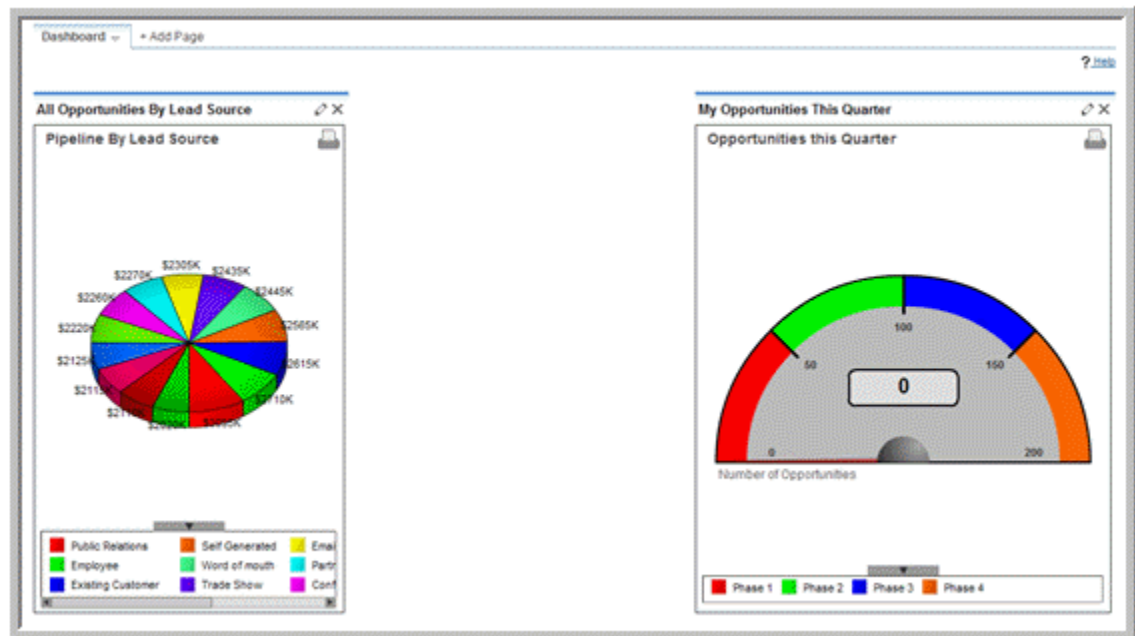 Dashboard + Add Page
? Help
All Opportunities By Lead Source
Pipeline By Lead Source
$2305K
$2435K
$2270K
$2445K
$2260K
$2220K
$2565K
$2125K
$2615K
Public Relations Self Generated Emai
Employee Word of mouth Partn
Existing Customer Trade Show Conf
My Opportunities This Quarter
Opportunities this Quarter
100
50 150
0
0 200
Number of Opportunities
Phase 1 Phase 2 Phase 3 Phase 4